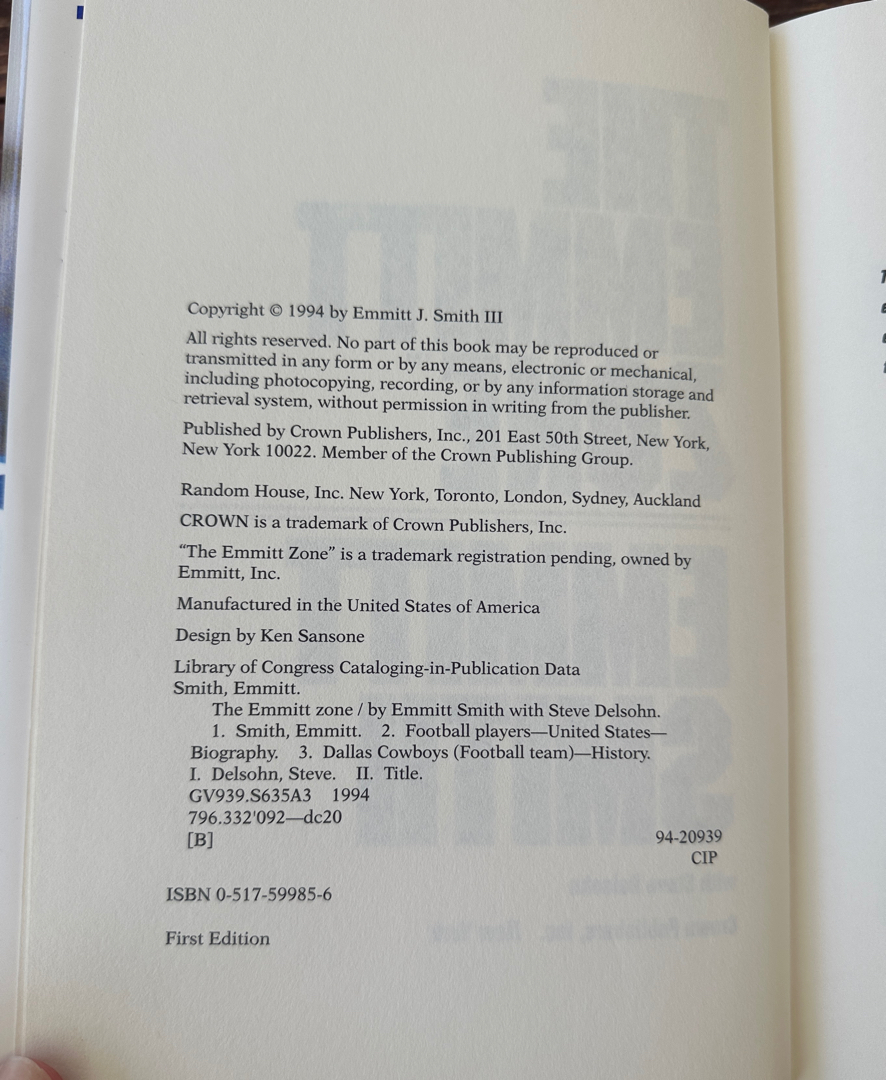 Copyright © 1994 by Emmitt J. Smith III
All rights reserved. No part of this book may be reproduced or
transmitted in any form or by any means, electronic or mechanical,
including photocopying, recording, or by any information storage and
retrieval system, without permission in writing from the publisher.
Published by Crown Publishers, Inc., 201 East 50th Street, New York,
New York 10022. Member of the Crown Publishing Group.
Random House, Inc. New York, Toronto, London, Sydney, Auckland
CROWN is a trademark of Crown Publishers, Inc.
“The Emmitt Zone” is a trademark registration pending, owned by
Emmitt, Inc.
Manufactured in the United States of America
Design by Ken Sansone
Library of Congress Cataloging-in-Publication Data
Smith, Emmitt.
The Emmitt zone / by Emmitt Smith with Steve Delsohn.
1. Smith, Emmitt. 2. Football players—United States—
Biography. 3. Dallas Cowboys (Football team)—History.
I. Delsohn, Steve. II. Title.
GV939.S635A3 1994
796.332'092—dc20
[B] 94-20939
CIP
ISBN 0-517-59985-6
First Edition